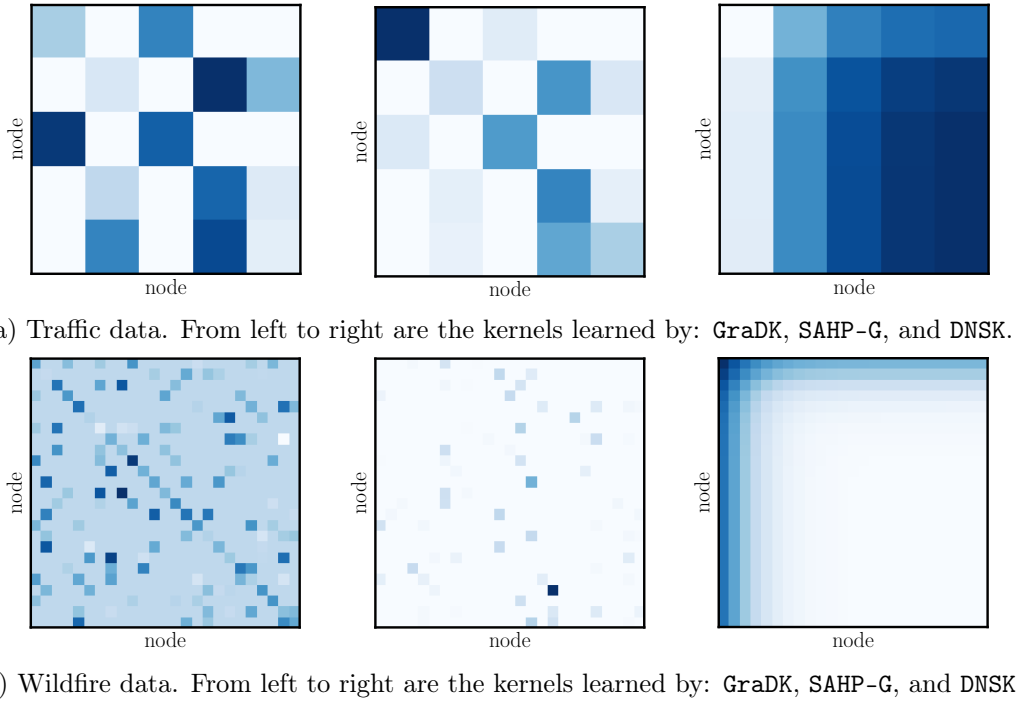 node
node
node
node
node
node
a) Traffic data. From left to right are the kernels learned by: GraDK, SAHP-G, and DNSK.
node
node
node
node
node
node
) Wildfire data. From left to right are the kernels learned by: GraDK, SAHP-G, and DNSK